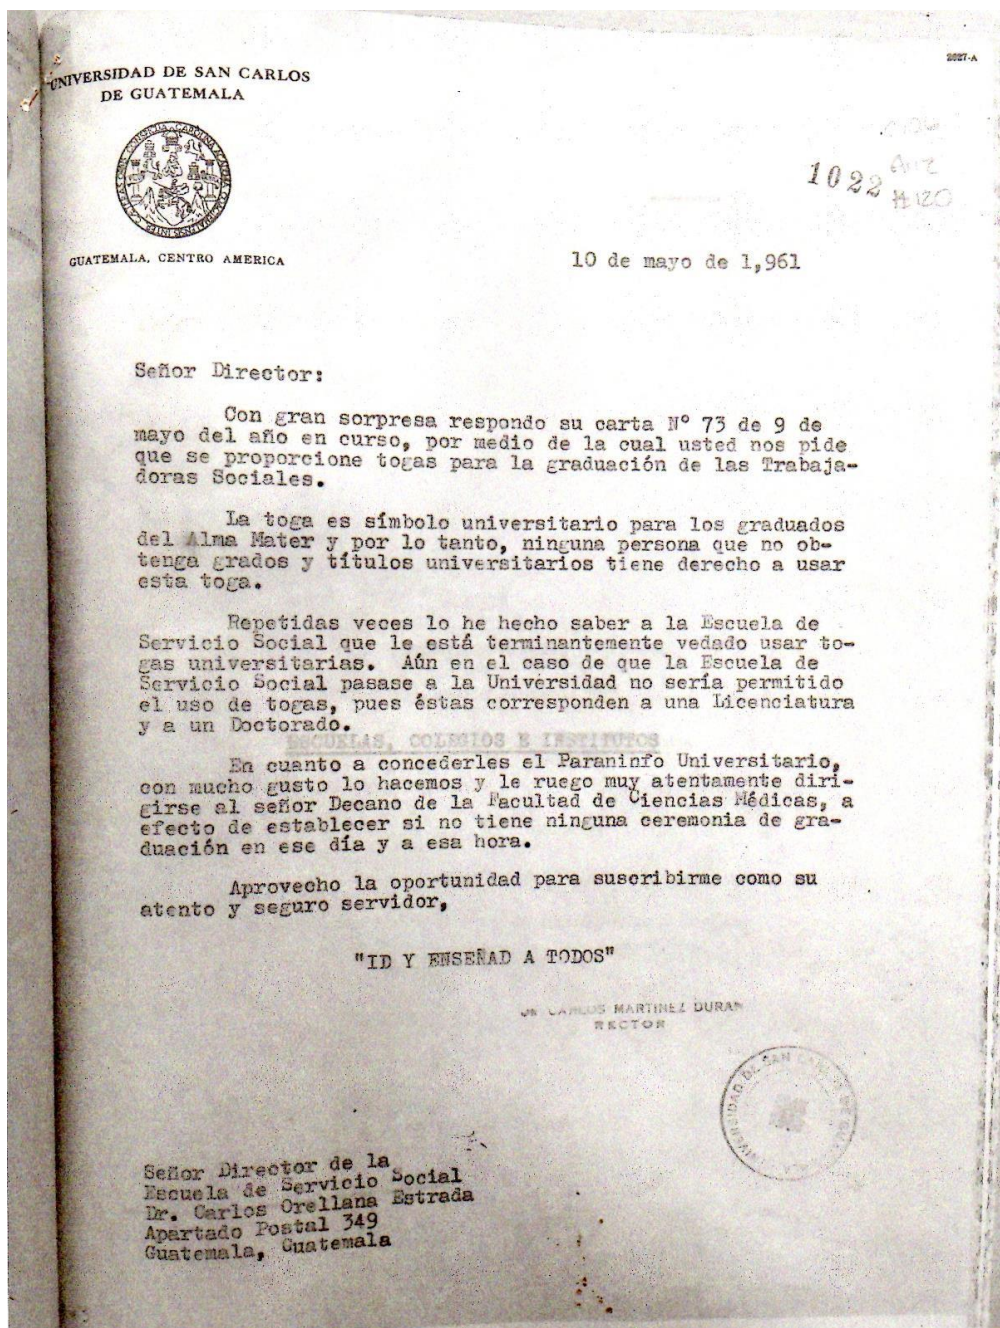 2027-A
UNIVERSIDAD DE SAN CARLOS
DE GUATEMALA
1022
#120
GUATEMALA, CENTRO AMERICA
10 de mayo de 1,961
Señor Director:
Con gran sorpresa respondo su carta Nº 73 de 9 de
mayo del año en curso, por medio de la cual usted nos pide
que se proporcione togas para la graduación de las Trabaja-
doras Sociales.
La toga es símbolo universitario para los graduados
del Alma Mater y por lo tanto, ninguna persona que no ob-
tenga grados y títulos universitarios tiene derecho a usar
esta toga.
Repetidas veces lo he hecho saber a la Escuela de
Servicio Social que le está terminantemente vedado usar to-
gas universitarias. Aún en el caso de que la Escuela de
Servicio Social pasase a la Universidad no sería permitido
el uso de togas, pues éstas corresponden a una Licenciatura
y a un Doctorado.
ESCUELAS, COLEGIOS E INSTITUTOS
En cuanto a concederles el Paraninfo Universitario,
con mucho gusto lo hacemos y le ruego muy atentamente diri-
girse al señor Decano de la Facultad de Ciencias Médicas, a
efecto de establecer si no tiene ninguna ceremonia de gra-
duación en ese día y a esa hora.
Aprovecho la oportunidad para suscribirme como su
atento y seguro servidor,
"ID Y ENSEÑAD A TODOS"
DR CARLOS MARTINEZ DURAN
RECTOR
UNIVERSIDAD DE SAN CARLOS DE
Señor Director de la
Escuela de Servicio Social
Dr. Carlos Orellana Estrada
Apartado Postal 349
Guatemala, Guatemala